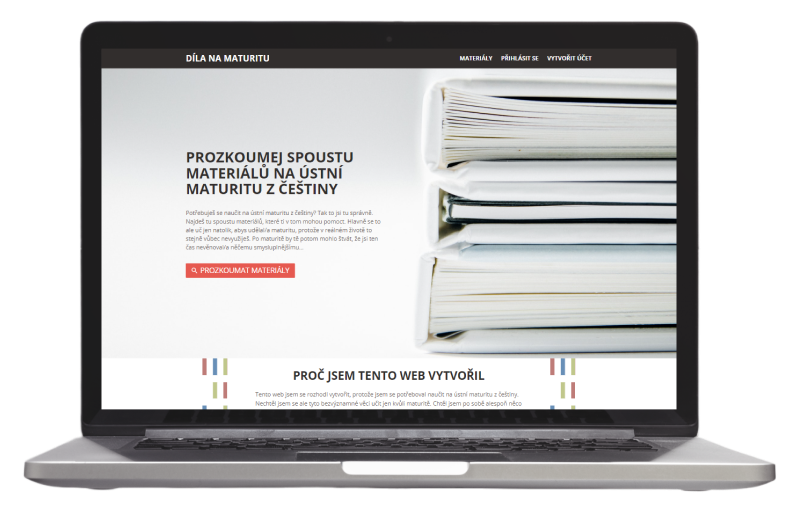 DÍLA NA MATURITU
MATERIÁLY PŘIHLÁSIT SE VYTVOŘIT ÚČET
PROZKOUMEJ SPOUSTU
MATERIÁLŮ NA ÚSTNÍ
MATURITU Z ČEŠTINY
Potřebuješ se naučit na ústní maturitu z češtiny? Tak to jsi tu správně.
Najdeš tu spoustu materiálů, které ti v tom mohou pomoct. Hlavně se to
ale uč jen natolik, abys udělal/a maturitu, protože v reálném životě to
stejně vůbec nevyužiješ. Po maturitě by tě potom mohlo štvát, že jsi ten
čas nevěnoval/a něčemu smysluplnějšímu...
PROZKOUMAT MATERIÁLY
PROČ JSEM TENTO WEB VYTVOŘIL
Tento web jsem se rozhodl vytvořit, protože jsem se potřeboval naučit na ústní maturitu z češtiny.
Nechtěl jsem se ale tyto bezvýznamné věci učit jen kvůli maturitě. Chtěl jsem po sobě alespoň něco